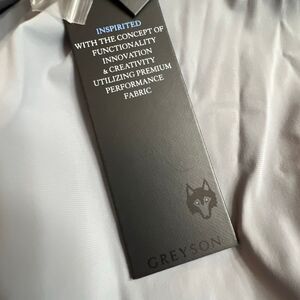 INSPIRITED
WITH THE CONCEPT OF
FUNCTIONALITY
INNOVATION
& CREATIVITY
UTILIZING PREMIUM
PERFORMANCE
FABRIC
GREYSON